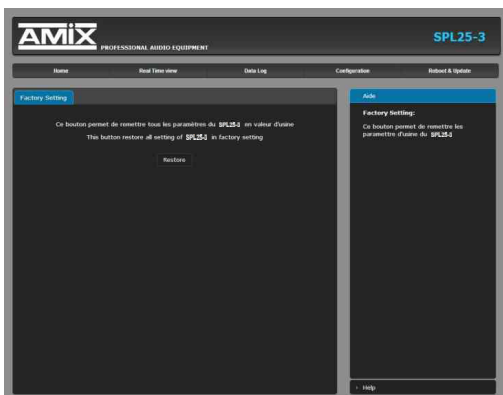 AMiX
PROFESSIONAL AUDIO EQUIPMENT
SPL25-3
Home Real Time view Data Log Configuration Reboot & Update
Factory Setting
Ce bouton permet de remettre tous les paramètres du SPL25-3 en valeur d'usine
This button restore all setting of SPL25-3 in factory setting
Restore
Aide
Factory Setting:
Ce bouton permet de remettre les
paramettre d'usine du SPL25-3
› Help